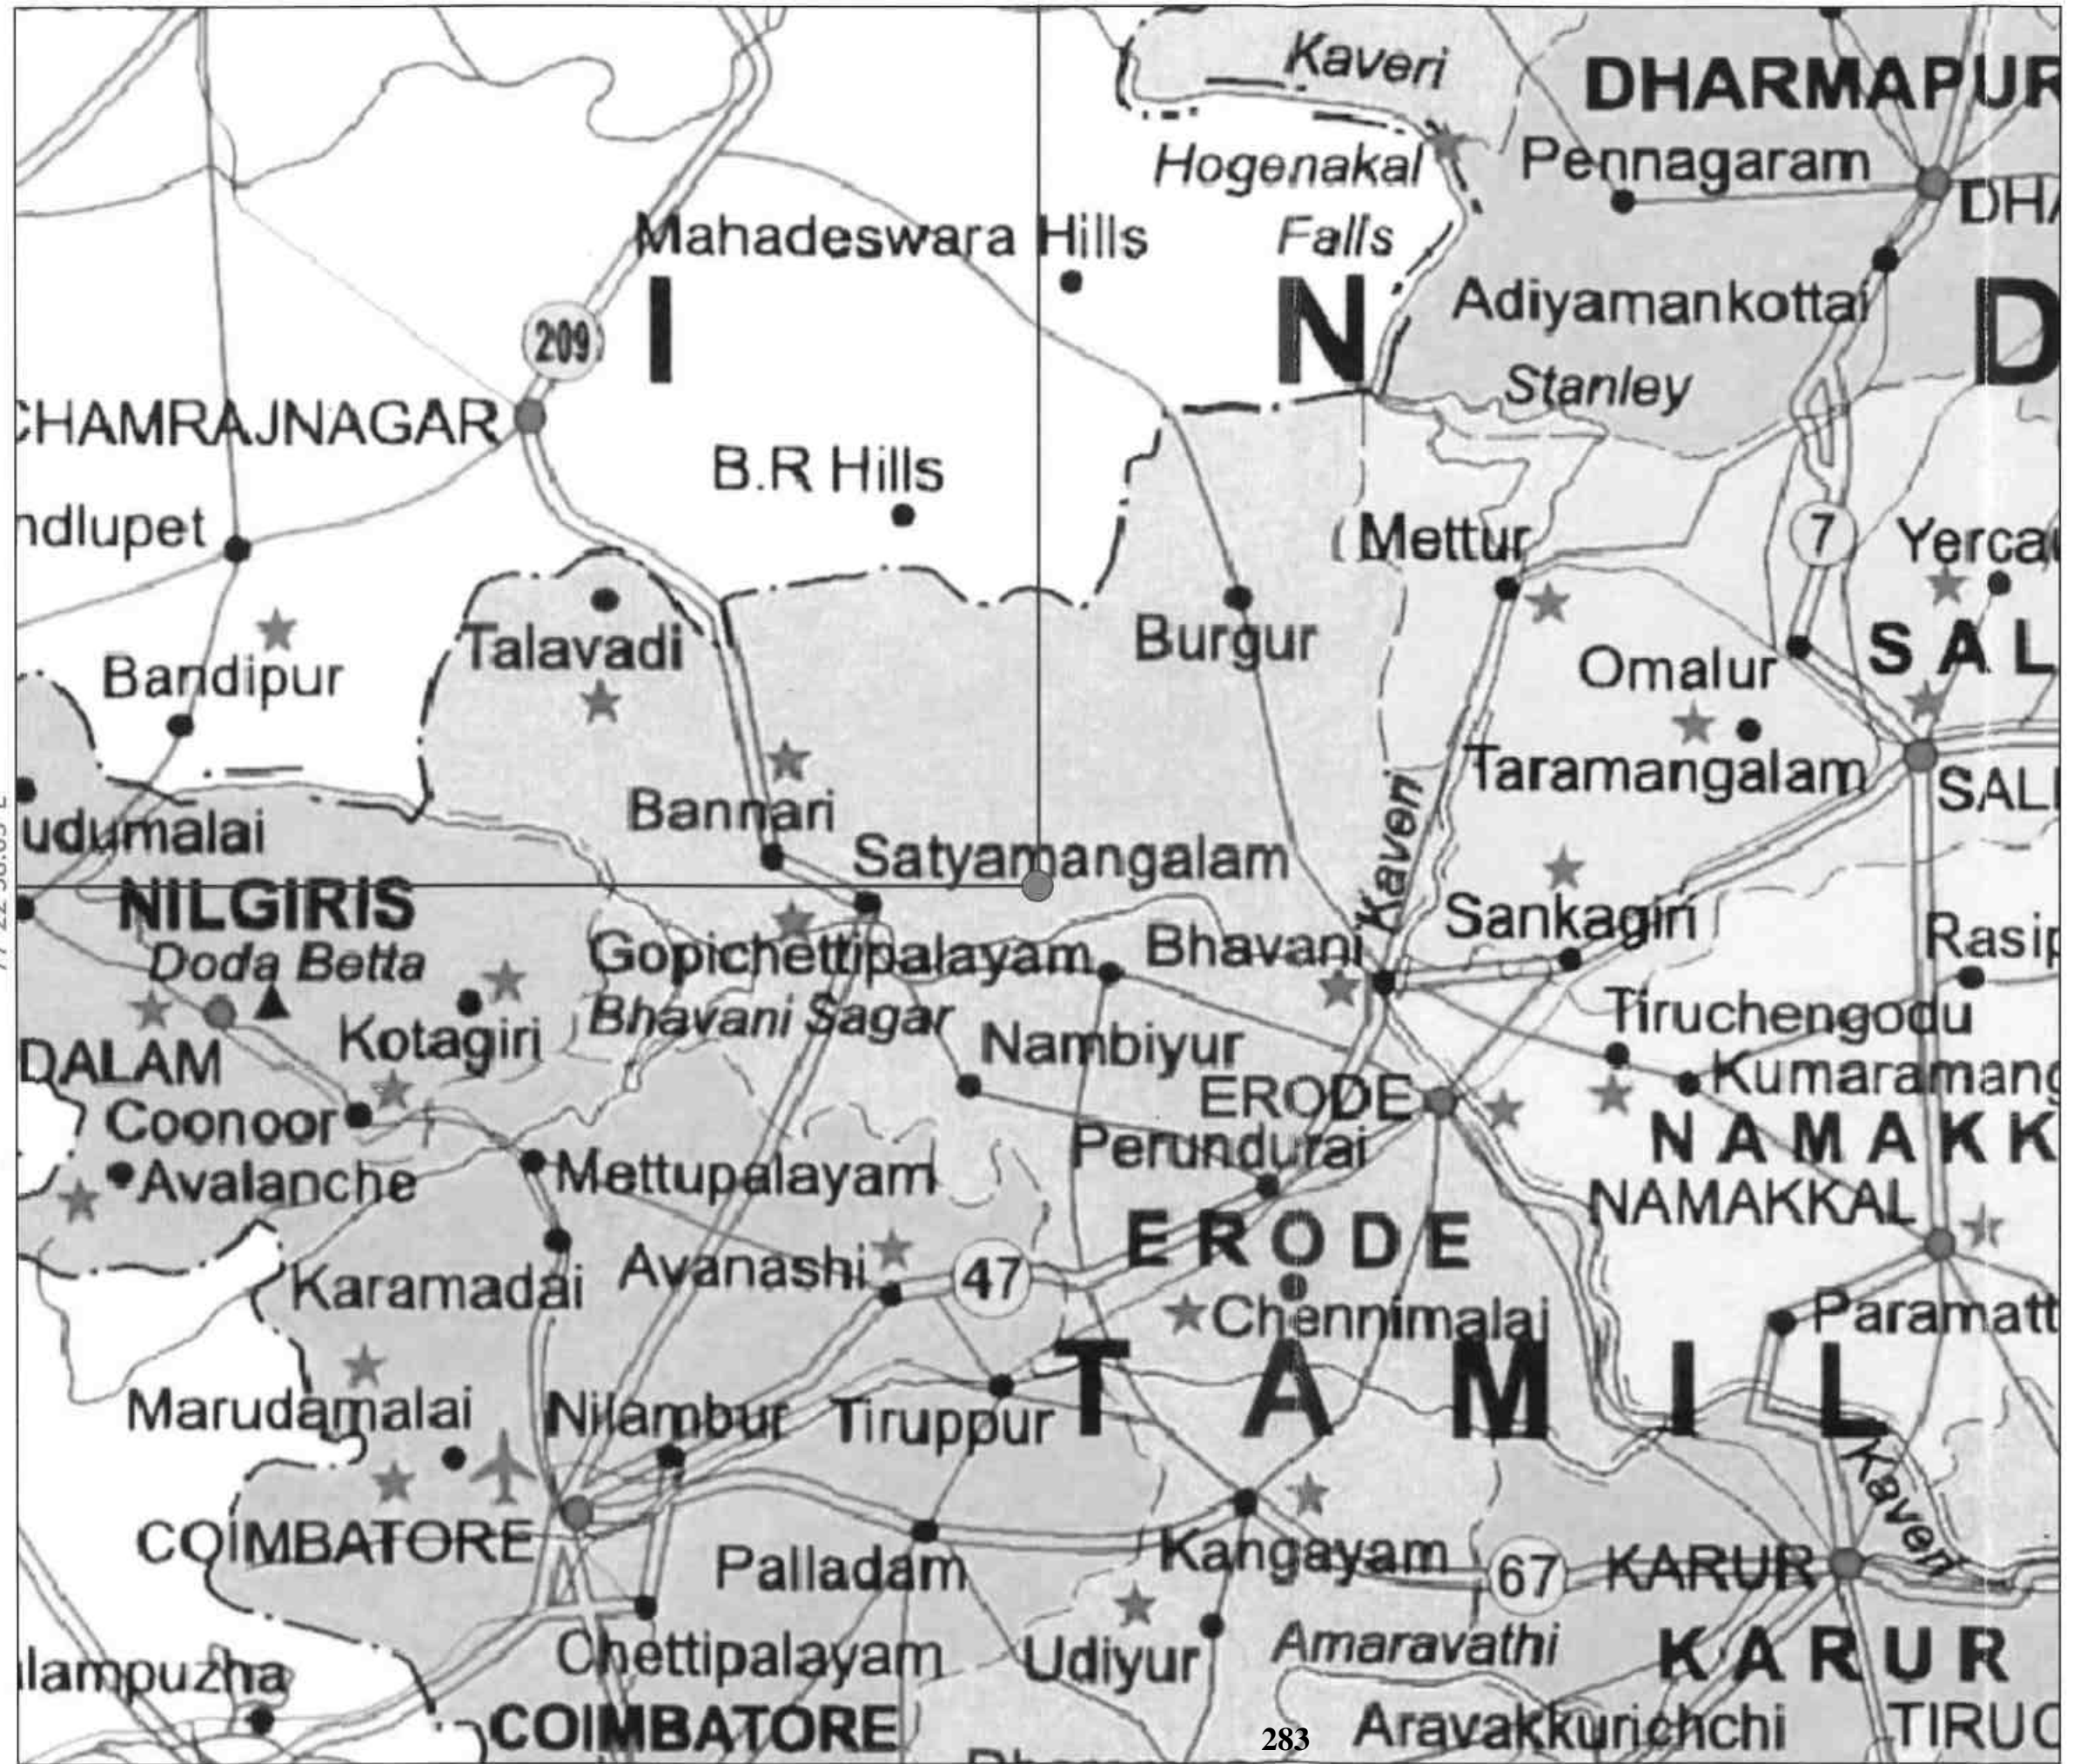 Kaveri
DHARMAPUR
Hogenakal
Falls
Pennagaram
DHA
Mahadeswara Hills
209
I N D
Adiyamankottai
Stanley
CHAMRAJNAGAR
B.R Hills
ndlupet
Mettur
7
Yerca
Talavadi
Burgur
Bandipur
Omalur
SAL
Taramangalam
Bannari
udumalai
Kaveri
SAL
Satyamangalam
NILGIRIS
Doda Betta
Gopichettipalayam
Bhavani
Sankagiri
Rasip
Bhavani Sagar
Kotagiri
Nambiyur
Tiruchengodu
DALAM
ERODE
Kumaramang
Coonoor
Perundurai
NAMAKK
Avalanche
Mettupalayam
NAMAKKAL
ERODE
Avanashi
47
Karamadai
Chennimalai
Paramatt
TAMIL
Marudamalai
Nilambur
Tiruppur
Kaveri
COIMBATORE
Palladam
Kangayam
67
KARUR
Chettipalayam
Udiyur
Amaravathi
KARUR
lampuzha
COIMBATORE
283
Aravakkurichchi
TIRUC